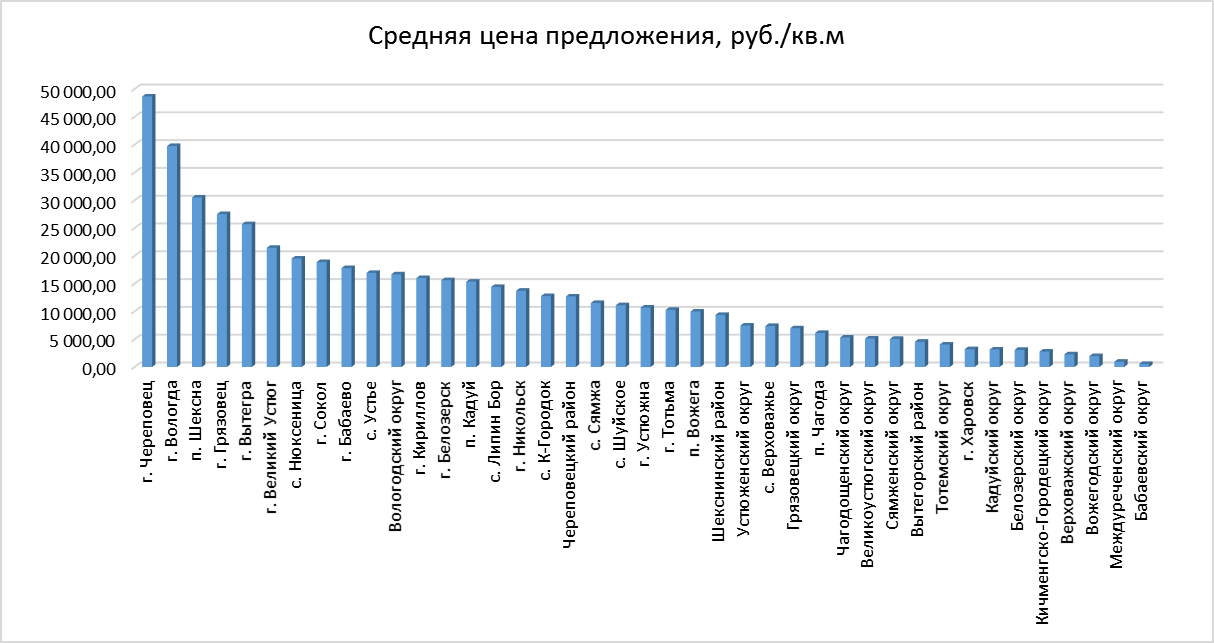 Средняя цена предложения, руб./кв.м
50 000,00
45 000,00
40 000,00
35 000,00
30 000,00
25 000,00
20 000,00
15 000,00
10 000,00
5 000,00
0,00
г. Череповец
г. Вологда
п. Шексна
г. Грязовец
г. Вытегра
г. Великий Устюг
с. Нюксеница
г. Сокол
г. Бабаево
с. Устье
Вологодский округ
г. Кириллов
г. Белозерск
п. Кадуй
с. Липин Бор
г. Никольск
с. К-Городок
Череповецкий район
с. Сямжа
с. Шуйское
г. Устюжна
г. Тотьма
п. Вожега
Шекснинский район
Устюженский округ
с. Верховажье
Грязовецкий округ
п. Чагода
Чагодощенский округ
Великоустюгский округ
Сямженский округ
Вытегорский район
Тотемский округ
г. Харовск
Кадуйский округ
Белозерский округ
Кичменгско-Городецкий округ
Верховажский округ
Вожегодский округ
Междуреченский округ
Бабаевский округ